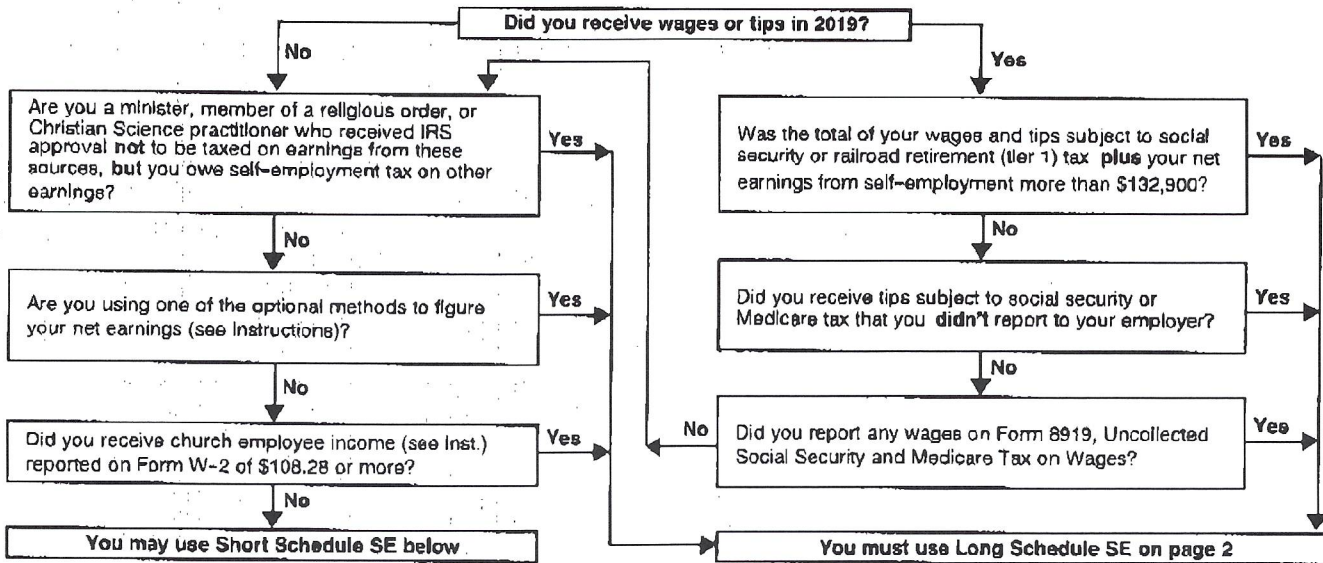 Did you receive wages or tips in 2019?
No
Yes
Are you a minister, member of a religious order, or
Christian Science practitioner who received IRS
approval not to be taxed on earnings from these
sources, but you owe self-employment tax on other
earnings?
Yes
No
Are you using one of the optional methods to figure
your net earnings (see Instructions)?
Yes
No
Did you receive church employee income (see Inst.)
reported on Form W-2 of $108.28 or more?
Yes
No
You may use Short Schedule SE below
Was the total of your wages and tips subject to social
security or railroad retirement (tier 1) tax plus your net
earnings from self-employment more than $132,900?
Yes
No
Did you receive tips subject to social security or
Medicare tax that you didn't report to your employer?
Yes
No
No
Did you report any wages on Form 8919, Uncollected
Social Security and Medicare Tax on Wages?
Yes
You must use Long Schedule SE on page 2